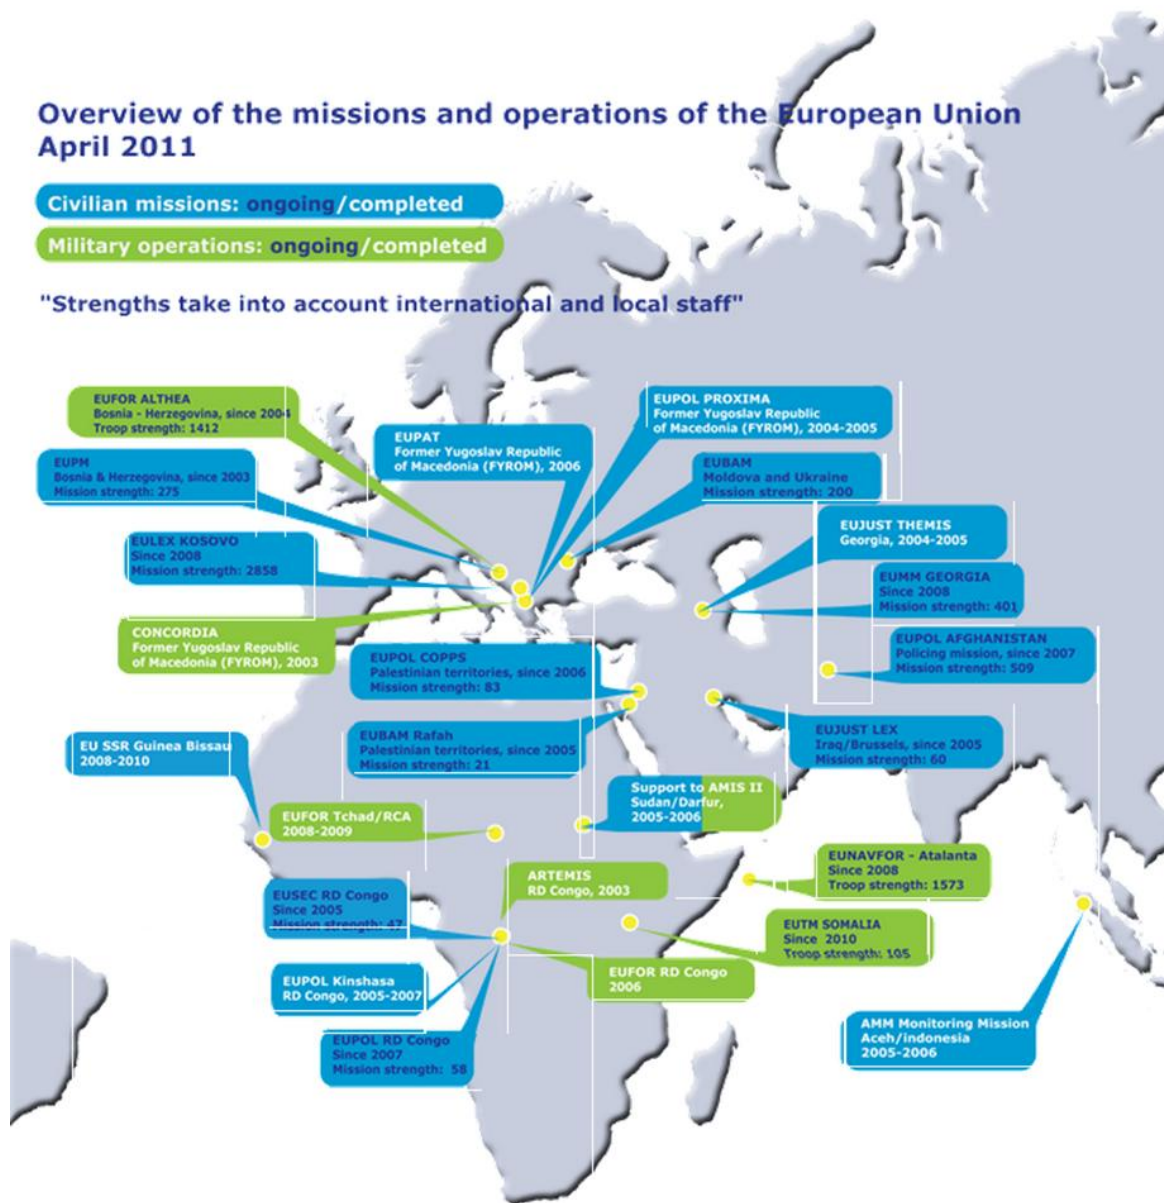 Overview of the missions and operations of the European Union
April 2011
Civilian missions: ongoing/completed
Military operations: ongoing/completed
"Strengths take into account international and local staff"
EUFOR ALTHEA
Bosnia - Herzegovina, since 2004
Troop strength: 1412
EUPM
Bosnia & Herzegovina, since 2003
Mission strength: 275
EULEX KOSOVO
Since 2008
Mission strength: 2858
CONCORDIA
Former Yugoslav Republic
of Macedonia (FYROM), 2003
EUPAT
Former Yugoslav Republic
of Macedonia (FYROM), 2006
EUPOL PROXIMA
Former Yugoslav Republic
of Macedonia (FYROM), 2004-2005
EUBAM
Moldova and Ukraine
Mission strength: 200
EUJUST THEMIS
Georgia, 2004-2005
EUMM GEORGIA
Since 2008
Mission strength: 401
EUPOL AFGHANISTAN
Policing mission, since 2007
Mission strength: 509
EUPOL COPPS
Palestinian territories, since 2006
Mission strength: 83
EUBAM Rafah
Palestinian territories, since 2005
Mission strength: 21
EUJUST LEX
Iraq/Brussels, since 2005
Mission strength: 60
EU SSR Guinea Bissau
2008-2010
EUFOR Tchad/RCA
2008-2009
Support to AMIS II
Sudan/Darfur,
2005-2006
EUNAVFOR - Atalanta
Since 2008
Troop strength: 1573
ARTEMIS
RD Congo, 2003
EUSEC RD Congo
Since 2005
Mission strength: 47
EUTM SOMALIA
Since 2010
Troop strength: 105
EUPOL Kinshasa
RD Congo, 2005-2007
EUFOR RD Congo
2006
EUPOL RD Congo
Since 2007
Mission strength: 58
AMM Monitoring Mission
Aceh/indonesia
2005-2006